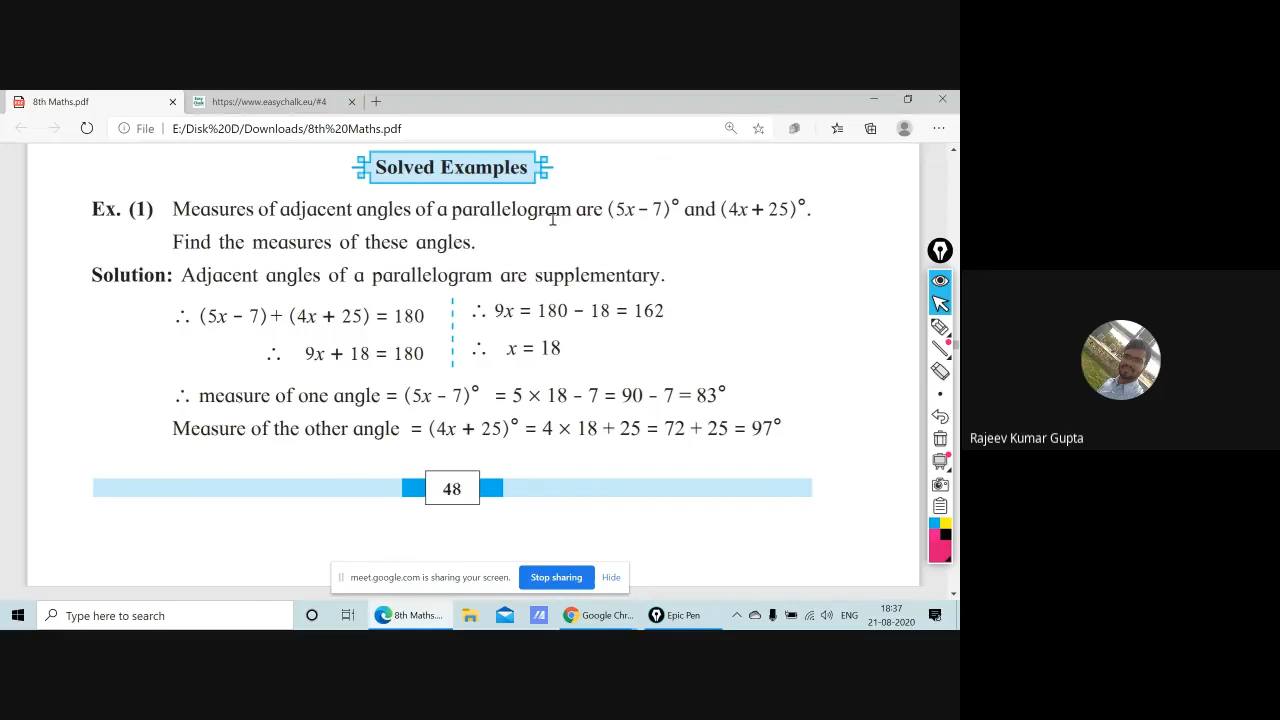 8th Maths.pdf
https://www.easychalk.eu/#4
File
E:/Disk%20D/Downloads/8th%20Maths.pdf
Solved Examples
Ex. (1) Measures of adjacent angles of a parallelogram are (5x – 7)° and (4x + 25)°.
Find the measures of these angles.
Solution: Adjacent angles of a parallelogram are supplementary.
∴ (5x – 7) + (4x + 25) = 180
∴ 9x + 18 = 180
∴ 9x = 180 – 18 = 162
∴ x = 18
∴ measure of one angle = (5x – 7)° = 5 × 18 – 7 = 90 – 7 = 83°
Measure of the other angle = (4x + 25)° = 4 × 18 + 25 = 72 + 25 = 97°
48
meet.google.com is sharing your screen. Stop sharing Hide
Rajeev Kumar Gupta
Type here to search
8th Maths....
Google Chr...
Epic Pen
ENG
18:37
21-08-2020